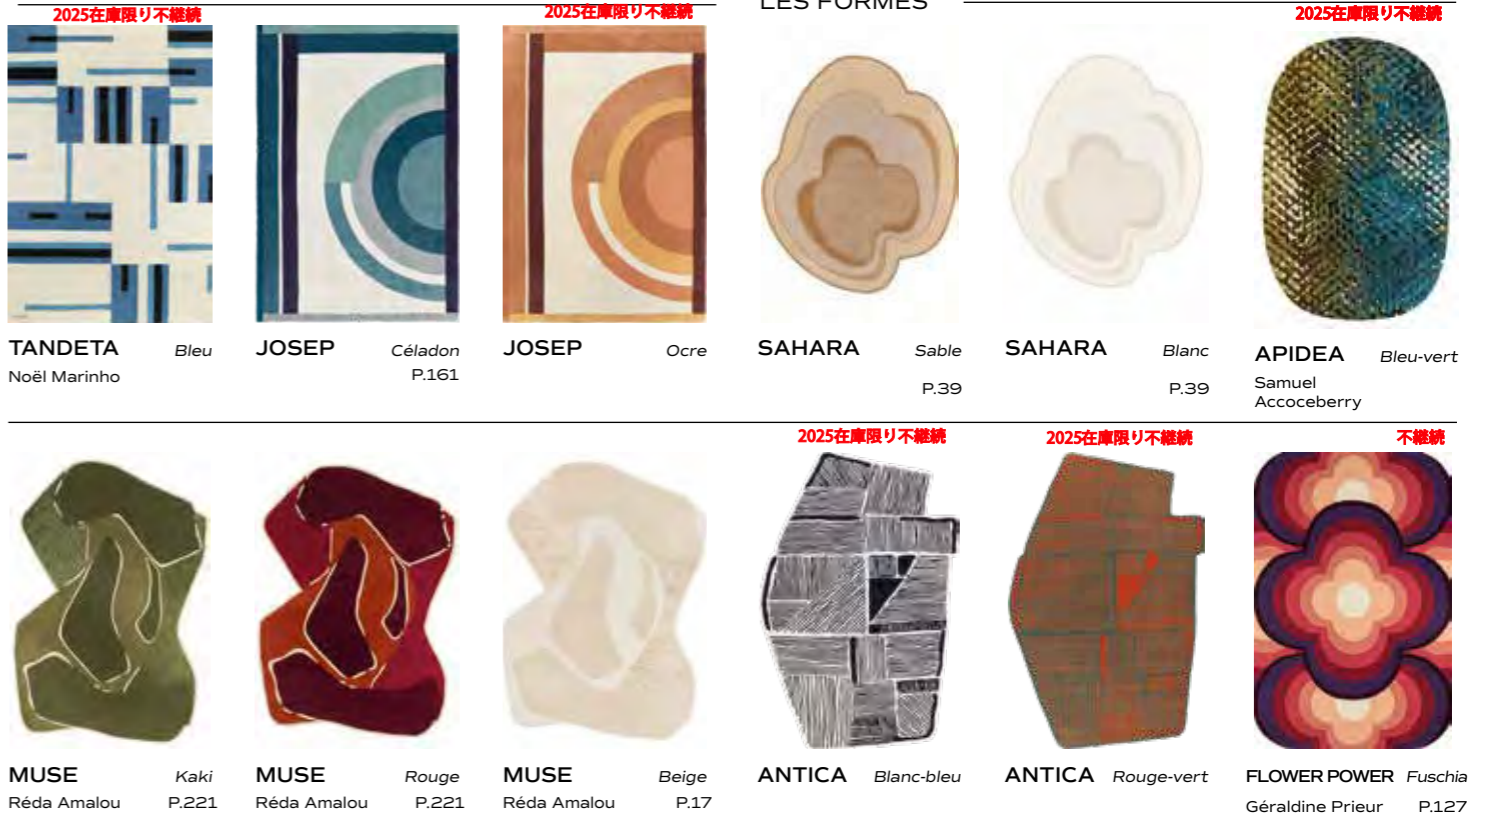 LES FORMES
2025在庫限り不継続
2025在庫限り不継続
2025在庫限り不継続
TANDETA Bleu
Noël Marinho
JOSEP Céladon
P.161
JOSEP Ocre
SAHARA Sable
P.39
SAHARA Blanc
P.39
APIDEA Bleu-vert
Samuel
Accoceberry
2025在庫限り不継続
2025在庫限り不継続
不継続
MUSE Kaki
Réda Amalou P.221
MUSE Rouge
Réda Amalou P.221
MUSE Beige
Réda Amalou P.17
ANTICA Blanc-bleu
ANTICA Rouge-vert
FLOWER POWER Fuschia
Géraldine Prieur P.127